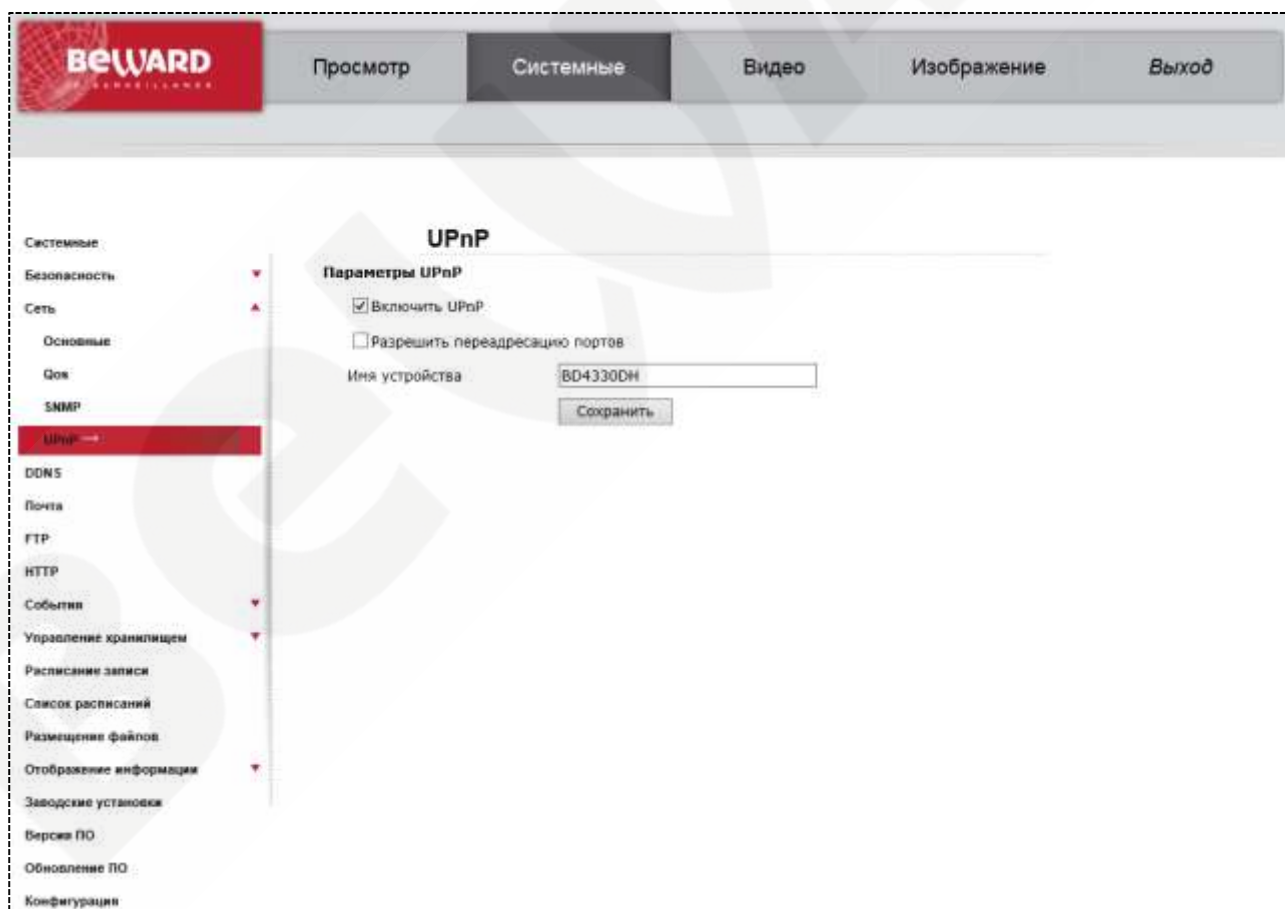 BEWARD
Просмотр
Системные
Видео
Изображение
Выход
Системные
Безопасность
Сеть
Основные
Qos
SNMP
UPnP
DDNS
Почта
FTP
HTTP
События
Управление хранилищем
Расписание записи
Список расписаний
Размещение файлов
Отображение информации
Заводские установки
Версия ПО
Обновление ПО
Конфигурация
UPnP
Параметры UPnP
Включить UPnP
Разрешить переадресацию портов
Имя устройства BD4330DH
Сохранить